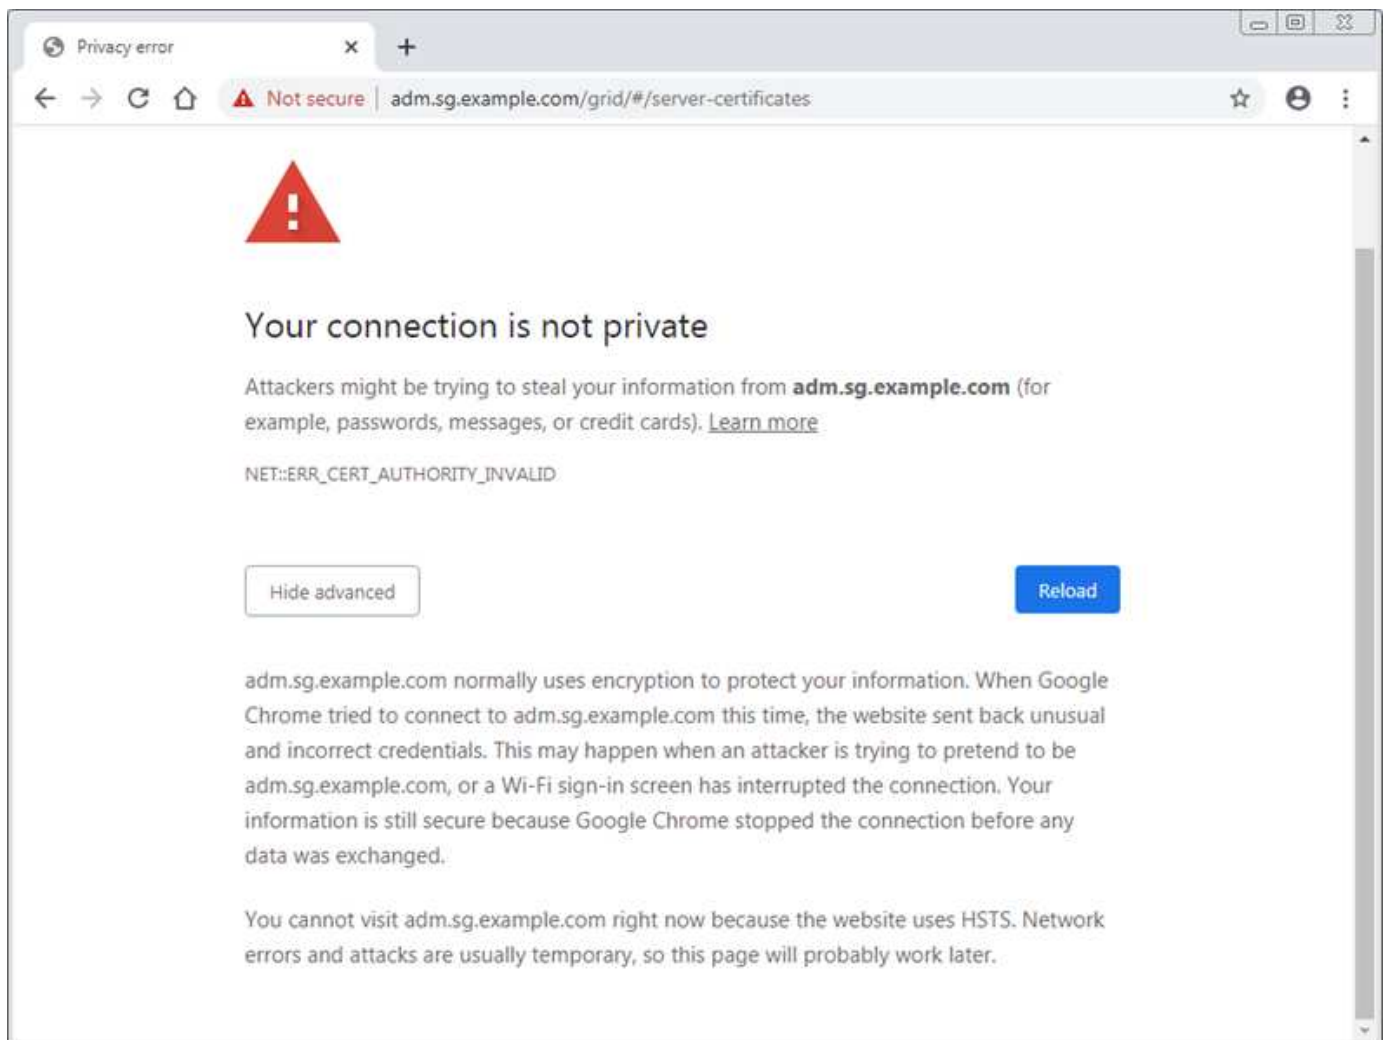 Privacy error
Not secure adm.sg.example.com/grid/#/server-certificates
Your connection is not private
Attackers might be trying to steal your information from adm.sg.example.com (for
example, passwords, messages, or credit cards). Learn more
NET::ERR_CERT_AUTHORITY_INVALID
Hide advanced
Reload
adm.sg.example.com normally uses encryption to protect your information. When Google
Chrome tried to connect to adm.sg.example.com this time, the website sent back unusual
and incorrect credentials. This may happen when an attacker is trying to pretend to be
adm.sg.example.com, or a Wi-Fi sign-in screen has interrupted the connection. Your
information is still secure because Google Chrome stopped the connection before any
data was exchanged.
You cannot visit adm.sg.example.com right now because the website uses HSTS. Network
errors and attacks are usually temporary, so this page will probably work later.